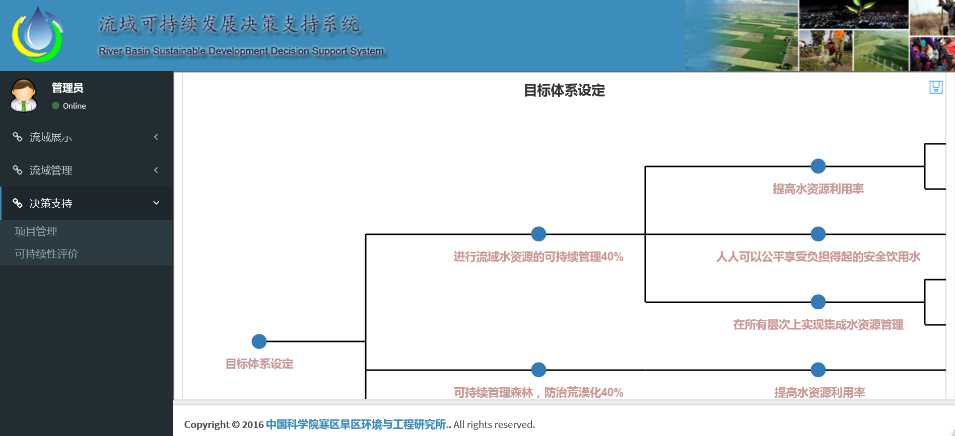 流域可持续发展决策支持系统
River Basin Sustainable Development Decision Support System
管理员
Online
流域展示
流域管理
决策支持
项目管理
可持续性评价
目标体系设定
提高水资源利用率
进行流域水资源的可持续管理40%
人人可以公平享受负担得起的安全饮用水
在所有层次上实现集成水资源管理
目标体系设定
可持续管理森林，防治荒漠化40%
提高水资源利用率
Copyright © 2016 中国科学院寒区旱区环境与工程研究所.. All rights reserved.